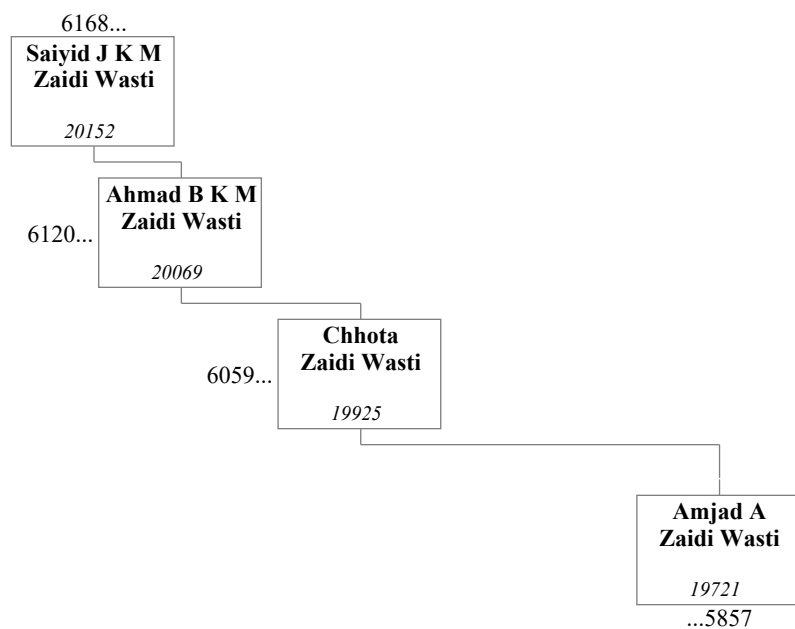 6168...
Saiyid J K M
Zaidi Wasti
20152
Ahmad B K M
Zaidi Wasti
6120...
20069
Chhota
Zaidi Wasti
6059...
19925
Amjad A
Zaidi Wasti
19721
...5857